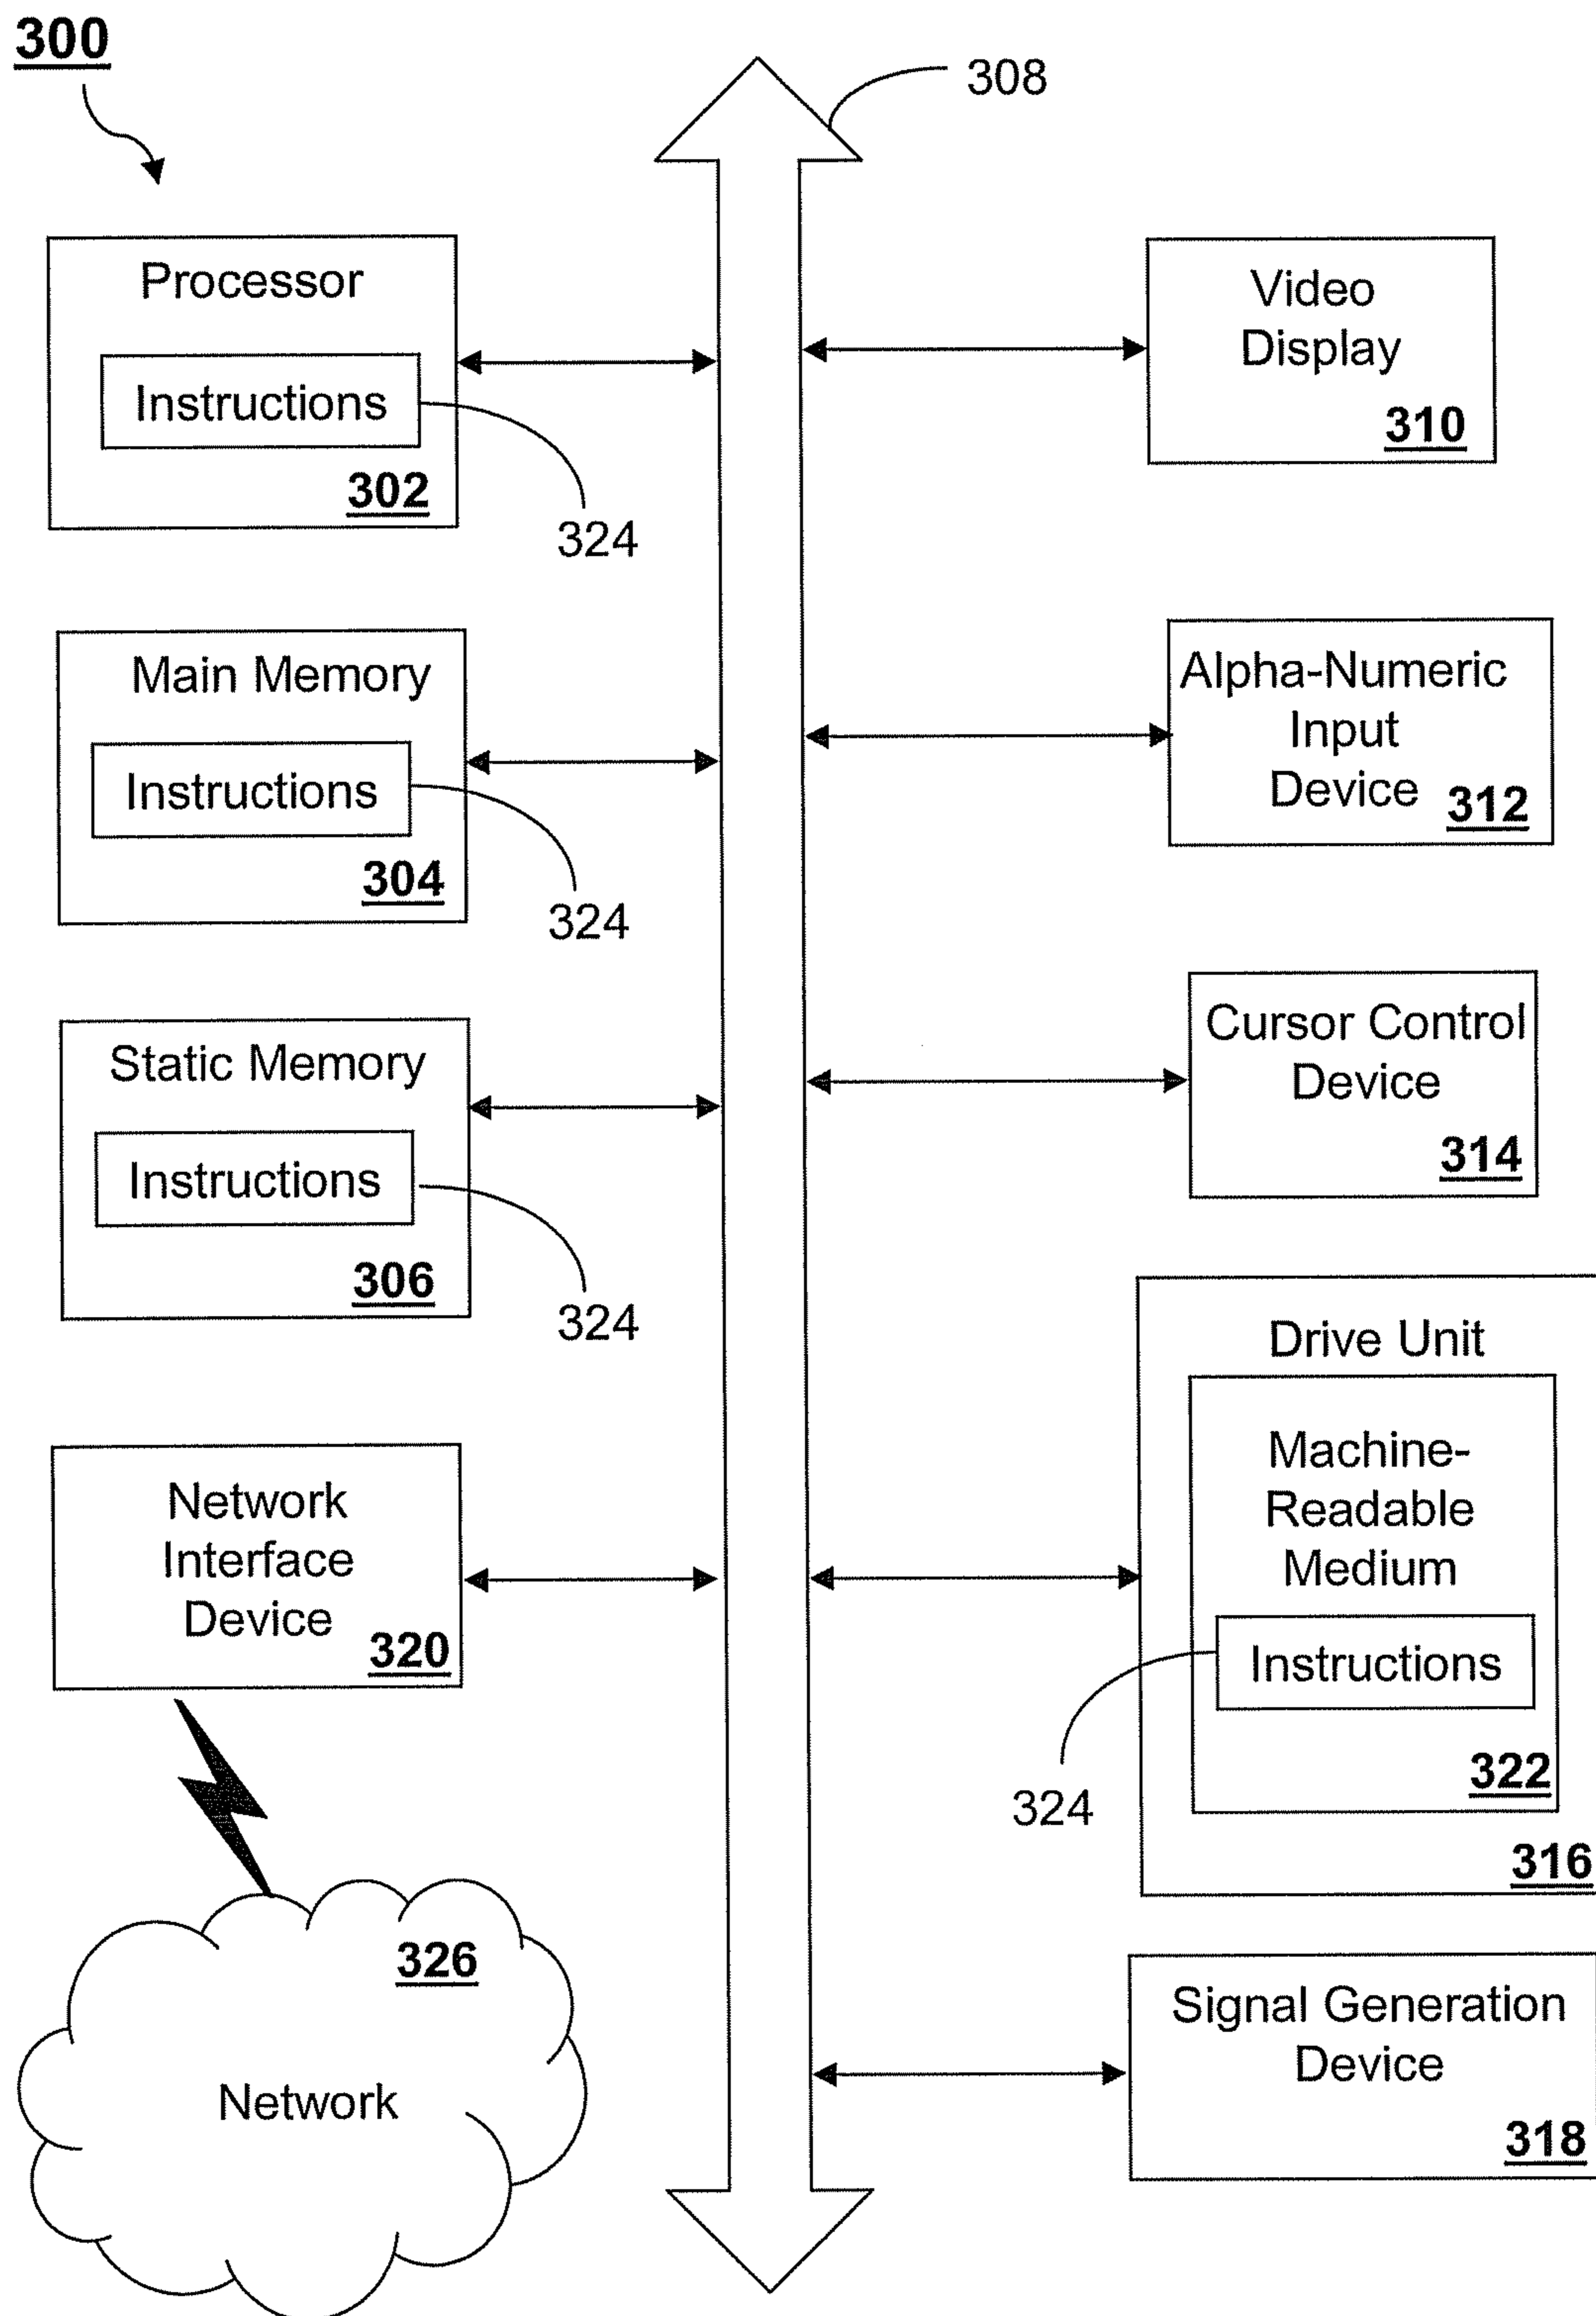 300
308
Processor
Instructions
302
324
Main Memory
Instructions
304
324
Static Memory
Instructions
306
324
Network
Interface
Device
320
326
Network
Video
Display
310
Alpha-Numeric
Input
Device
312
Cursor Control
Device
314
Drive Unit
Machine-
Readable
Medium
Instructions
324
322
316
Signal Generation
Device
318